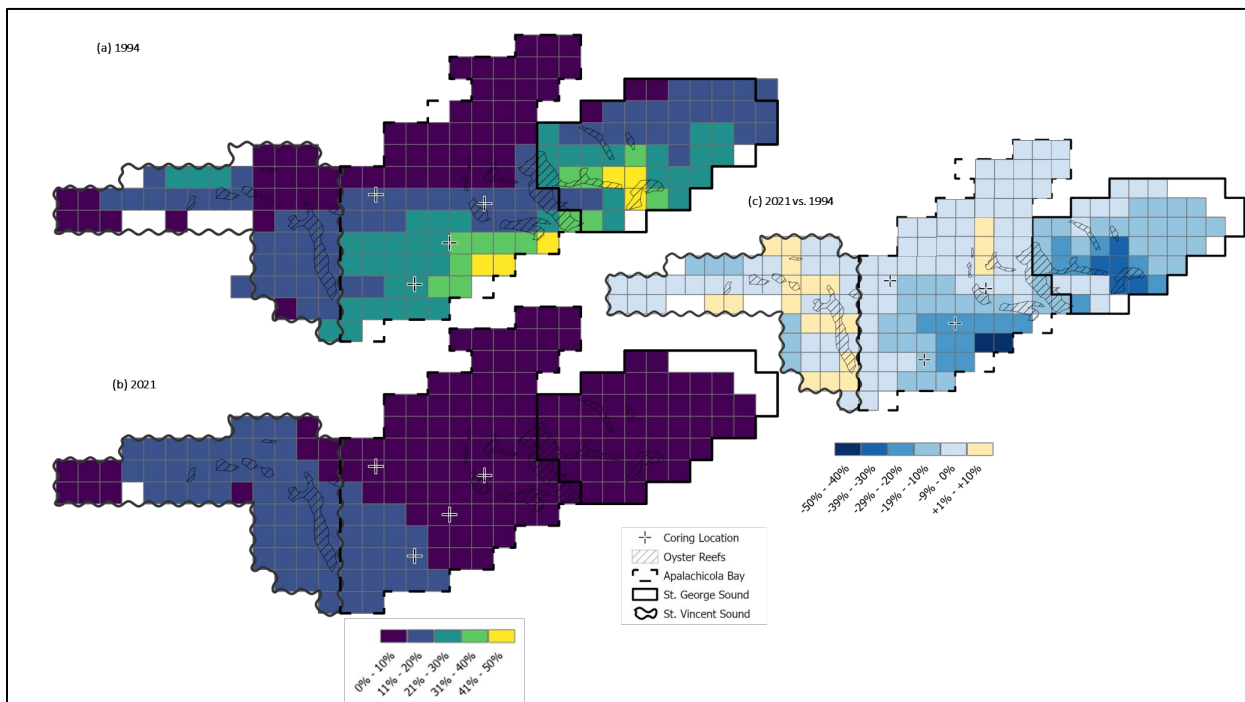 (a) 1994
(c) 2021 vs. 1994
(b) 2021
-50% - -40%
-39% - -30%
-29% - -20%
-19% - -10%
-9% - 0%
+1% - +10%
Coring Location
Oyster Reefs
Apalachicola Bay
St. George Sound
St. Vincent Sound
0% - 10%
11% - 20%
21% - 30%
31% - 40%
41% - 50%